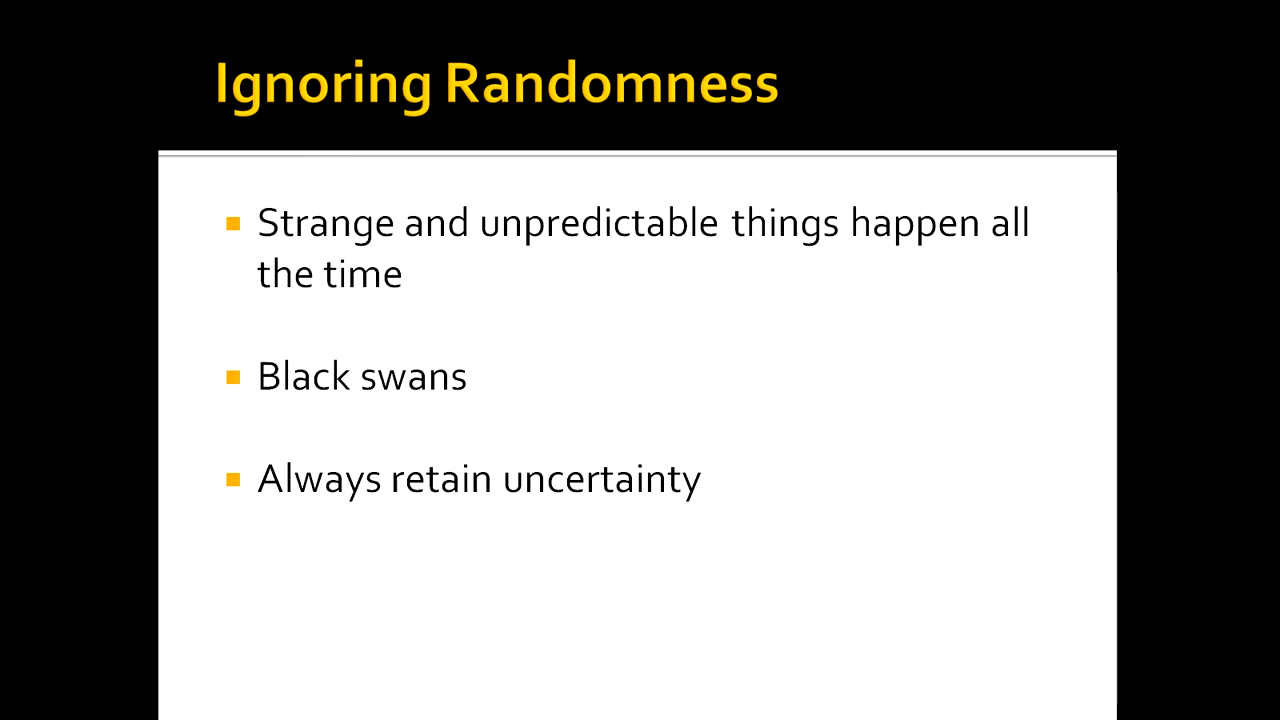 Ignoring Randomness
Strange and unpredictable things happen all
the time
Black swans
Always retain uncertainty